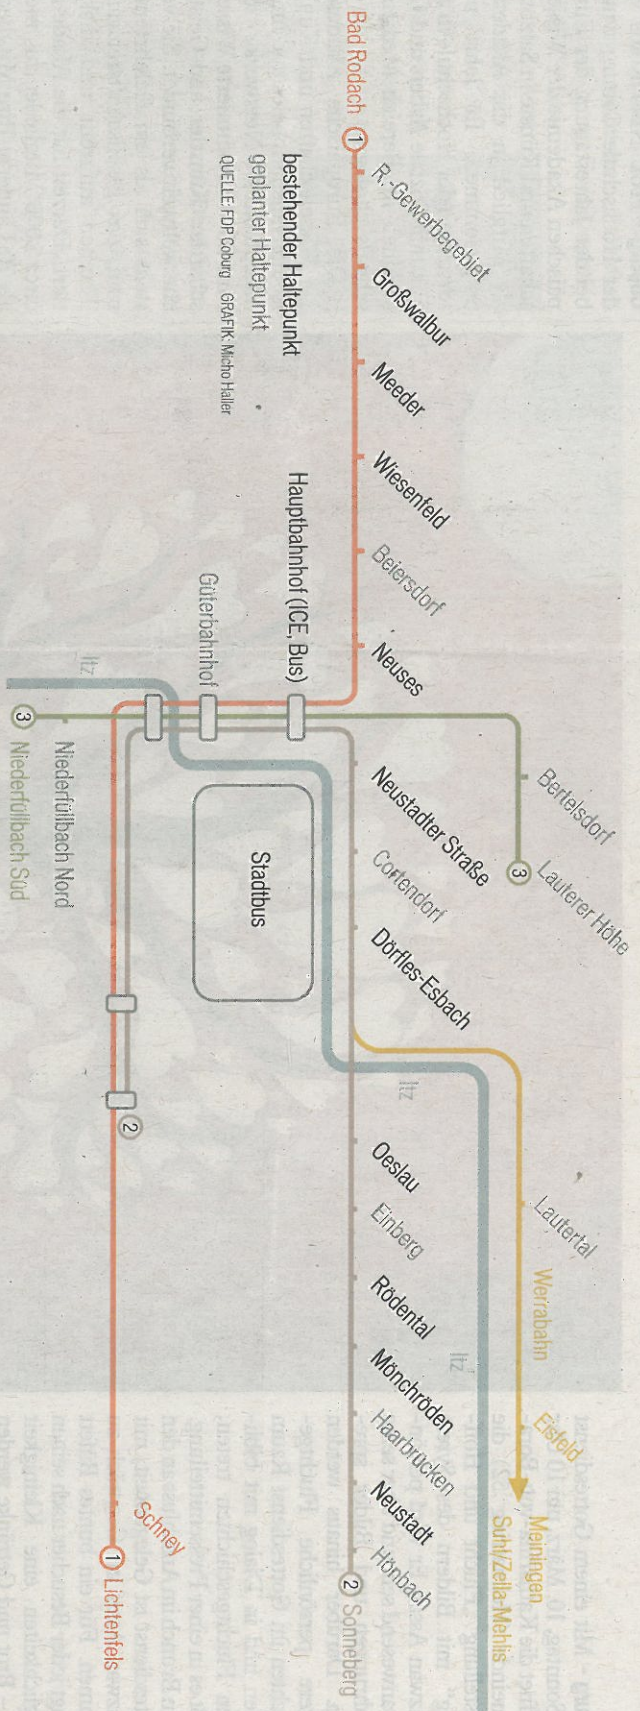 Bad Rodach
1
R.-Gewerbegebiet
Großwalbur
Meeder
Wiesenfeld
Beiersdorf
Neuses
bestehender Haltepunkt
geplanter Haltepunkt
QUELLE: FDP Coburg GRAFIK: Micho Haller
Hauptbahnhof (ICE, Bus)
Güterbahnhof
Itz
3
Niederfüllbach Süd
Niederfüllbach Nord
Stadtbus
Bertelsdorf
3
Lauterer Höhe
Neustadter Straße
Cortendorf
Dörfles-Esbach
Itz
2
Oeslau
Einberg
Rödental
Mönchröden
Haarbrücken
Neustadt
Hönbach
2 Sonneberg
Lautertal
Werrabahn
Itz
Eisfeld
Meiningen
Suhl/Zella-Mehlis
Schney
1 Lichtenfels